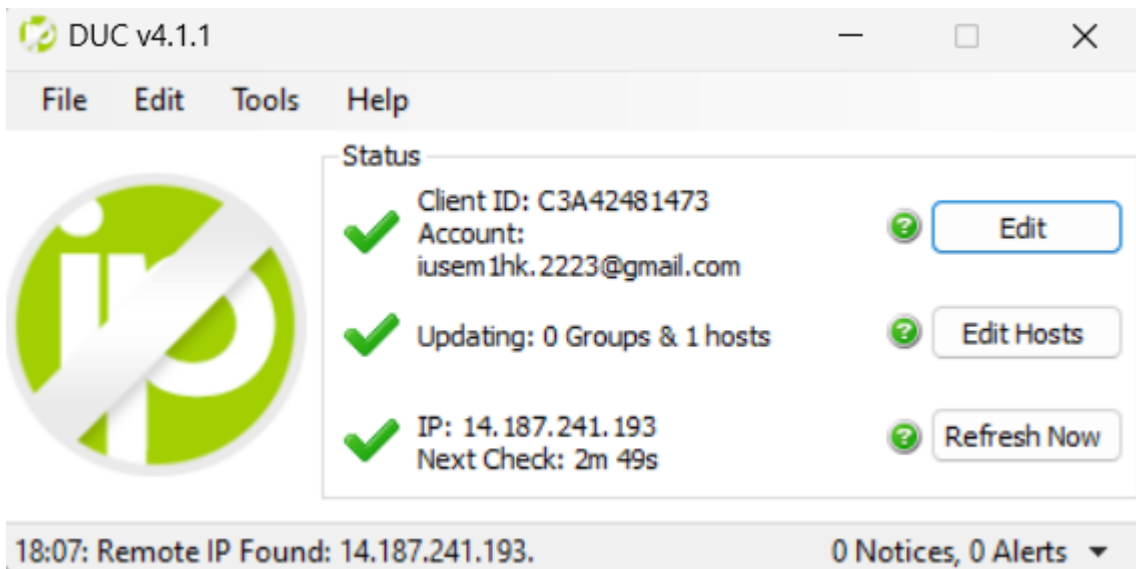 DUC v4.1.1
File Edit Tools Help
ip
Status
Client ID: C3A42481473
Account:
iusem1hk.2223@gmail.com
Edit
Updating: 0 Groups & 1 hosts
Edit Hosts
IP: 14.187.241.193
Next Check: 2m 49s
Refresh Now
18:07: Remote IP Found: 14.187.241.193.
0 Notices, 0 Alerts